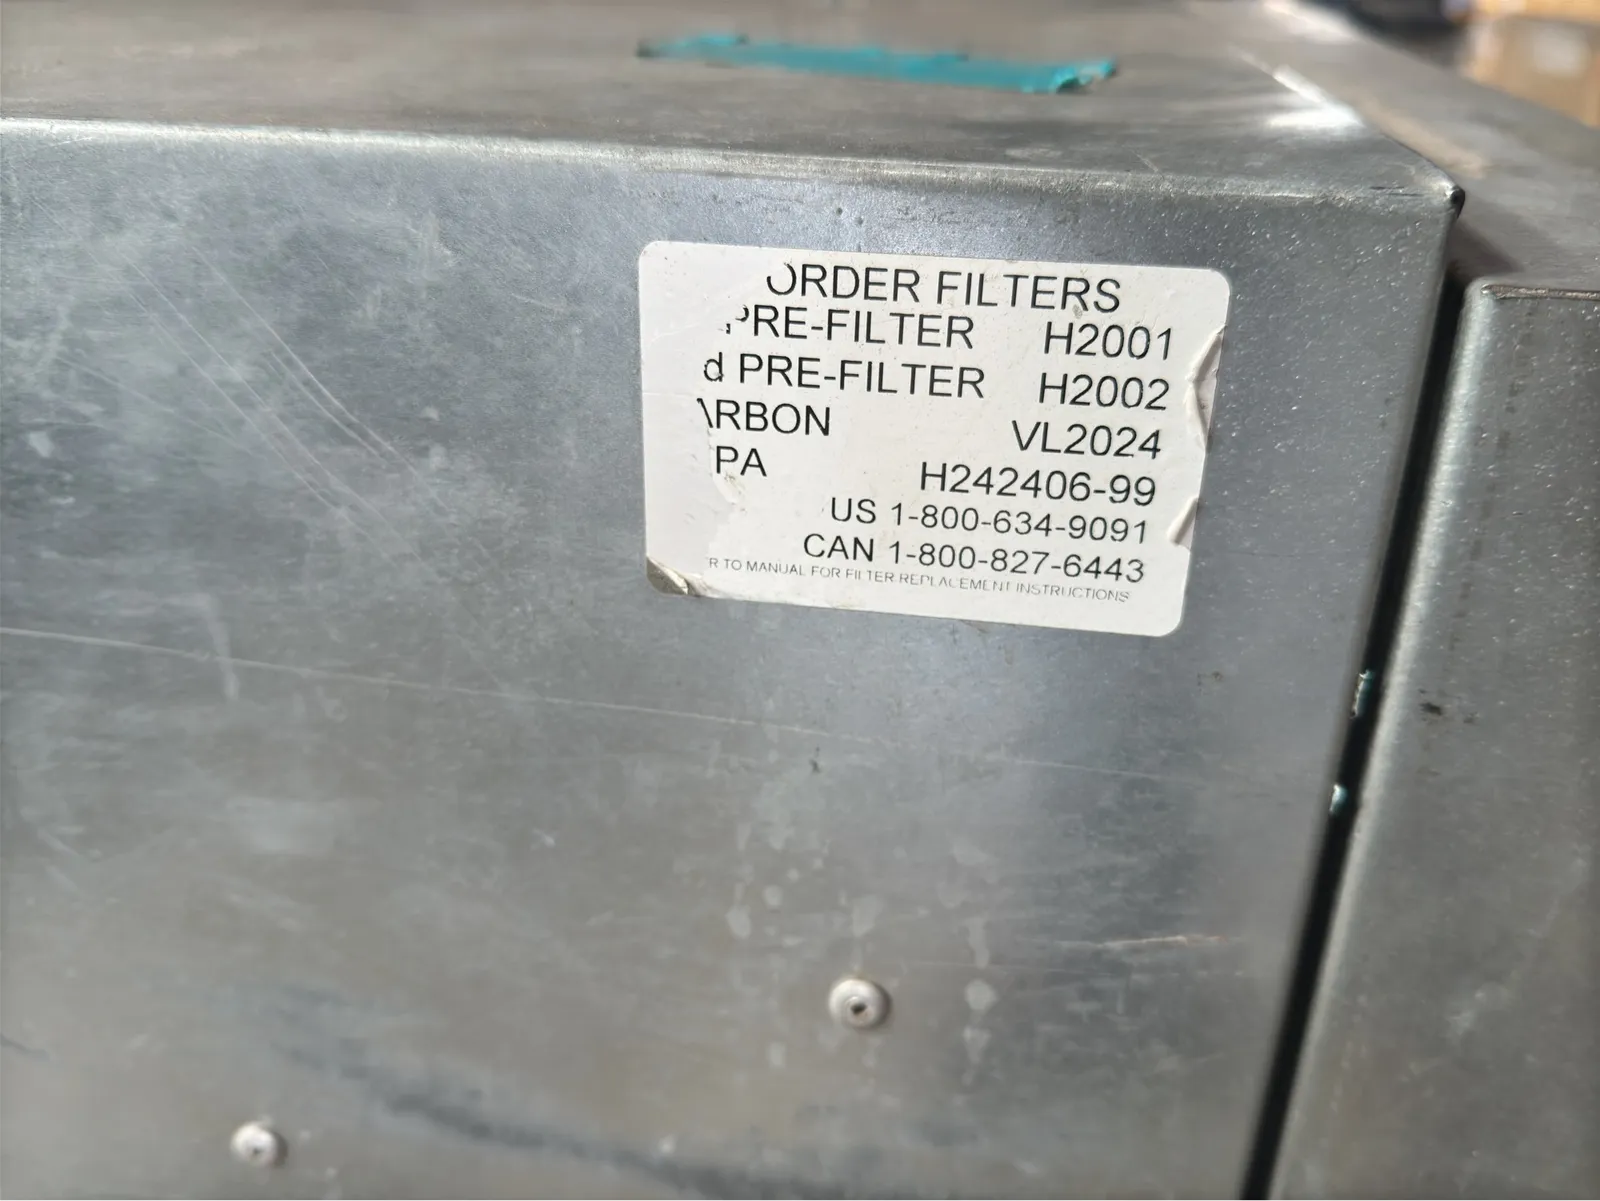 ORDER FILTERS
PRE-FILTER H2001
d PRE-FILTER H2002
ARBON VL2024
PA H242406-99
US 1-800-634-9091
CAN 1-800-827-6443
R TO MANUAL FOR FILTER REPLACEMENT INSTRUCTIONS